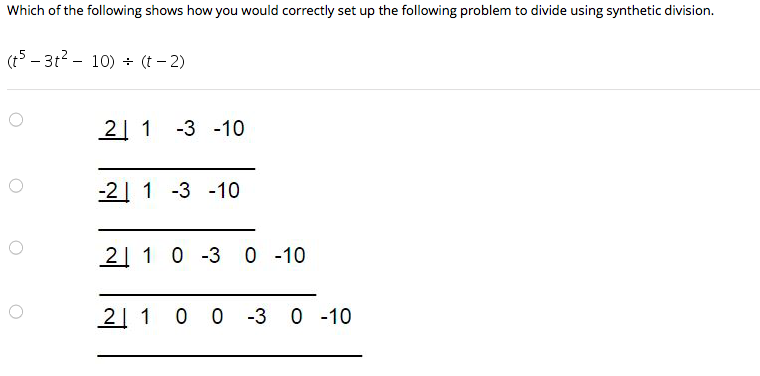 Which of the following shows how you would correctly set up the following problem to divide using synthetic division.
(t⁵ – 3t² – 10) ÷ (t – 2)
2| 1 -3 -10
-2| 1 -3 -10
2| 1 0 -3 0 -10
2| 1 0 0 -3 0 -10